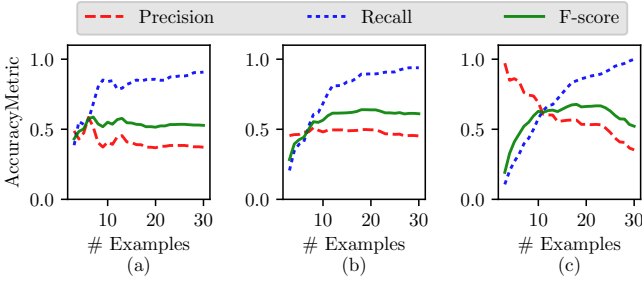 Precision Recall F-score
AccuracyMetric
1.0 1.0 1.0
0.5 0.5 0.5
0.0 0.0 0.0
10 20 30 10 20 30 10 20 30
# Examples # Examples # Examples
(a) (b) (c)